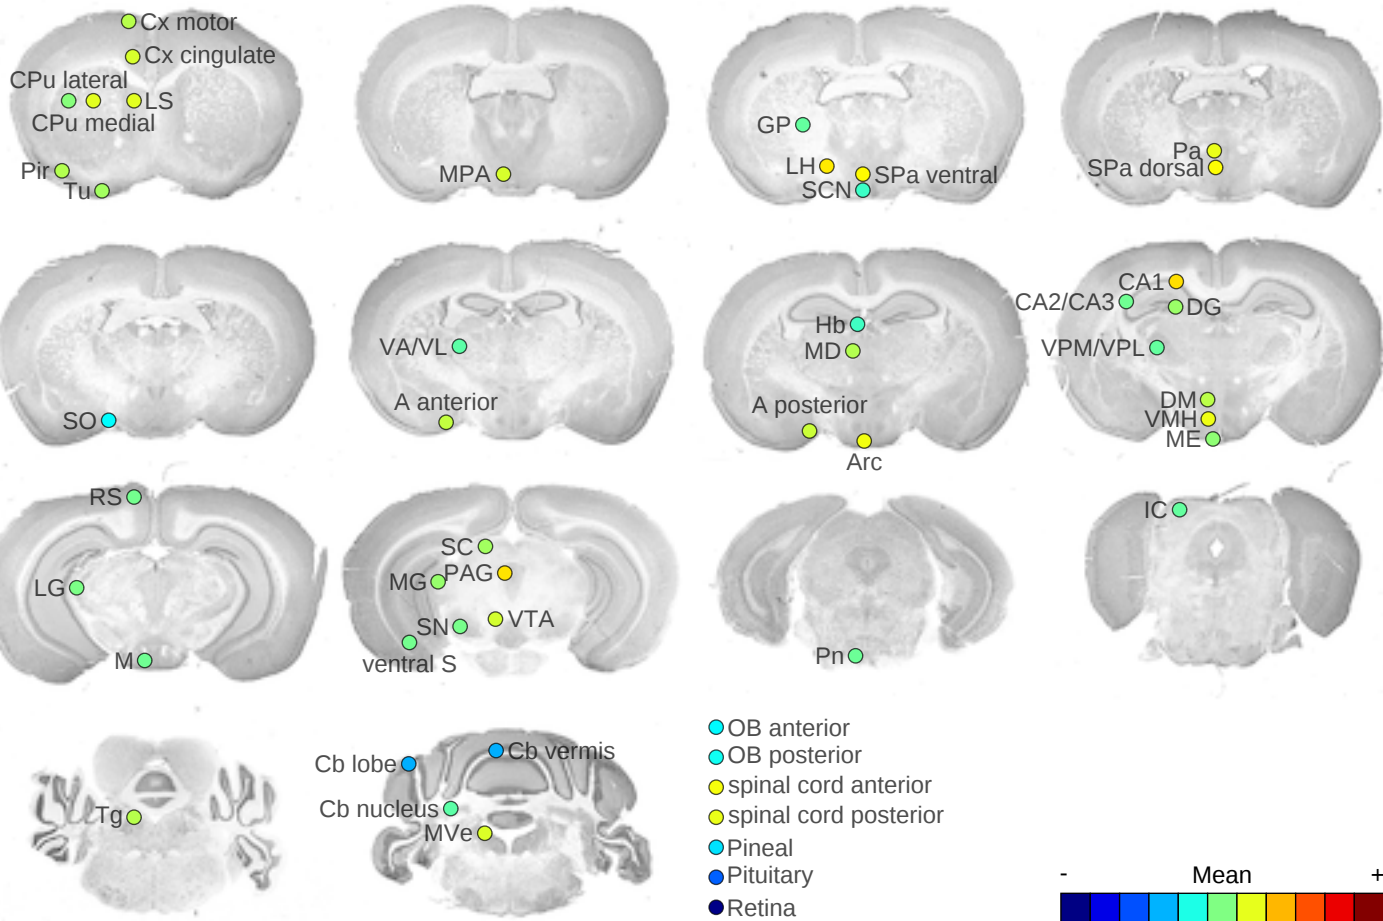 Cx motor
Cx cingulate
CPu lateral
LS
CPu medial
Pir
Tu
MPA
GP
LH
SPa ventral
SCN
Pa
SPa dorsal
SO
VA/VL
A anterior
Hb
MD
A posterior
Arc
CA1
CA2/CA3
DG
VPM/VPL
DM
VMH
ME
RS
LG
M
SC
MG
PAG
SN
VTA
ventral S
Pn
IC
Tg
Cb lobe
Cb vermis
Cb nucleus
MVe
OB anterior
OB posterior
spinal cord anterior
spinal cord posterior
Pineal
Pituitary
Retina
- Mean +